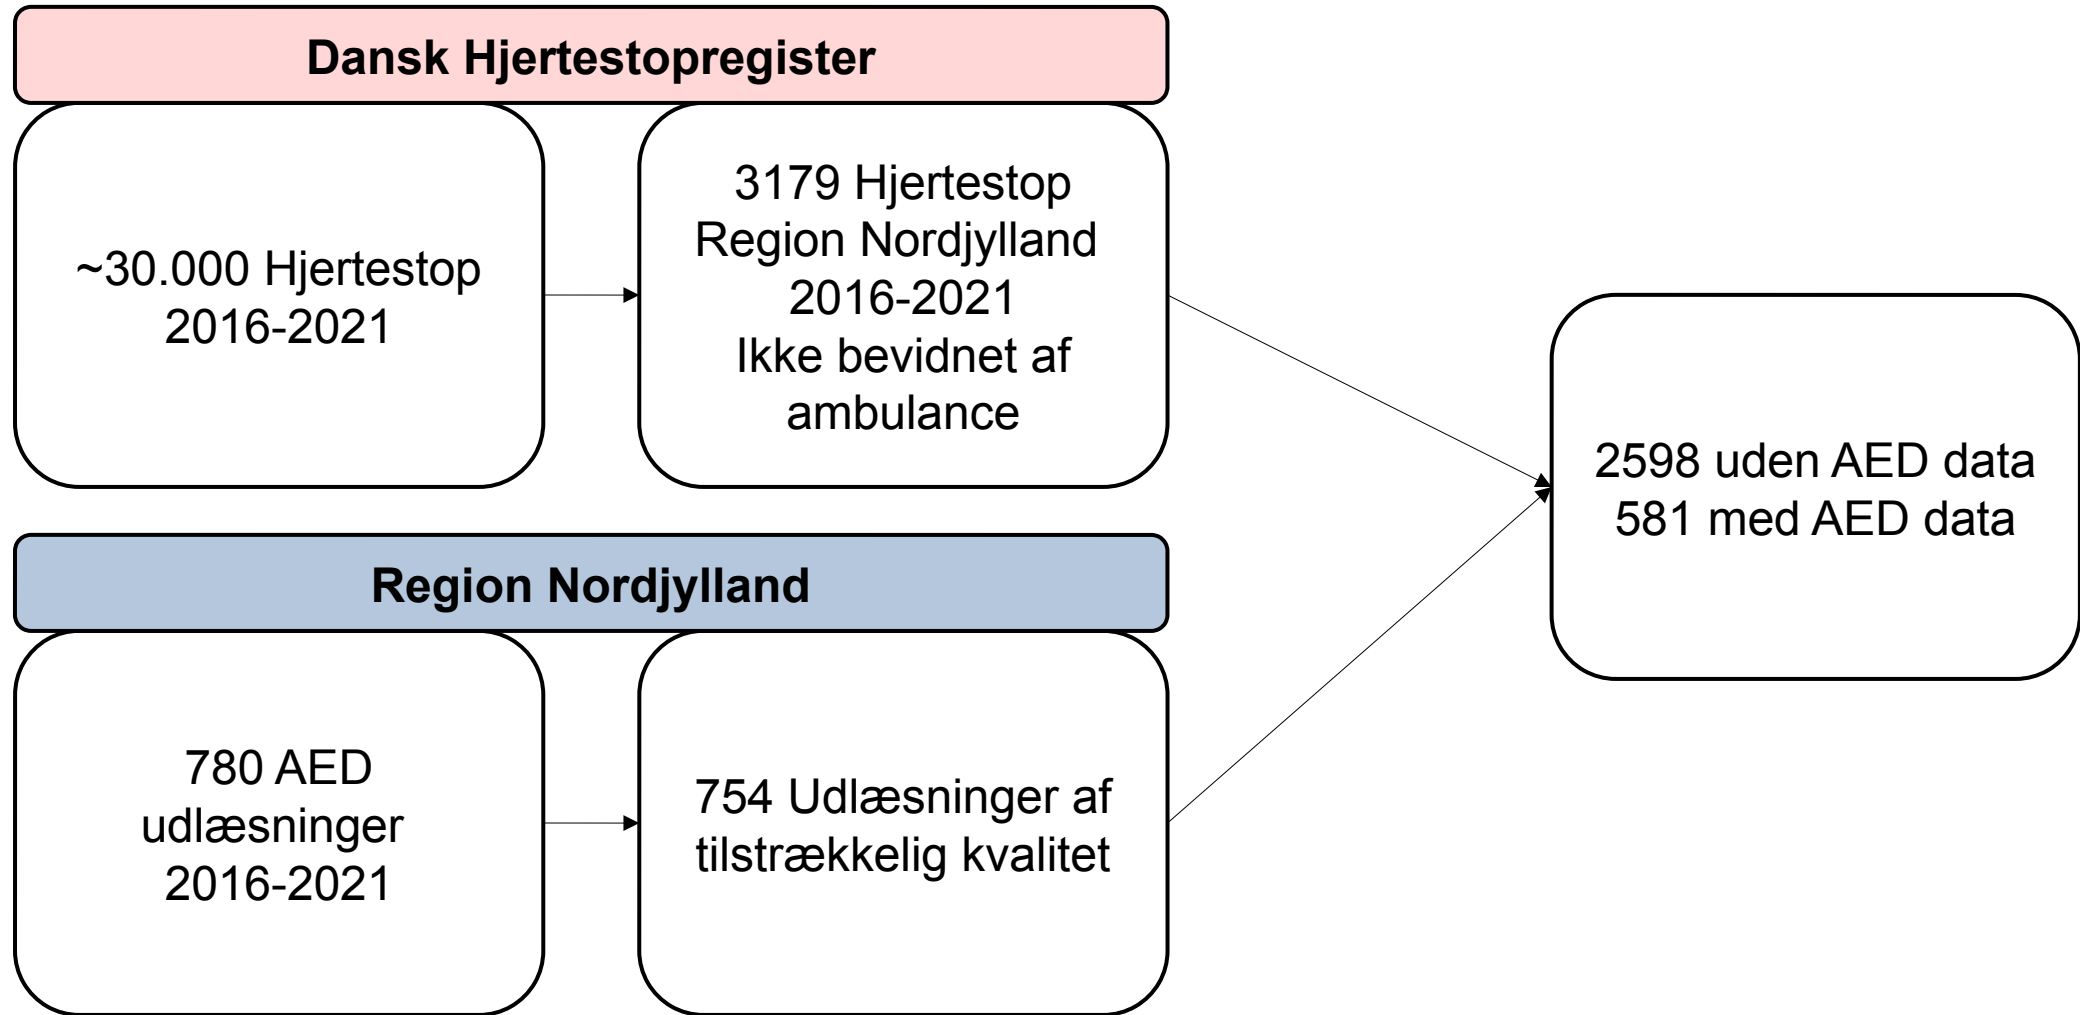 Dansk Hjertestopregister
~30.000 Hjertestop
2016-2021
3179 Hjertestop
Region Nordjylland
2016-2021
Ikke bevidnet af
ambulance
Region Nordjylland
780 AED
udlæsninger
2016-2021
754 Udlæsninger af
tilstrækkelig kvalitet
2598 uden AED data
581 med AED data